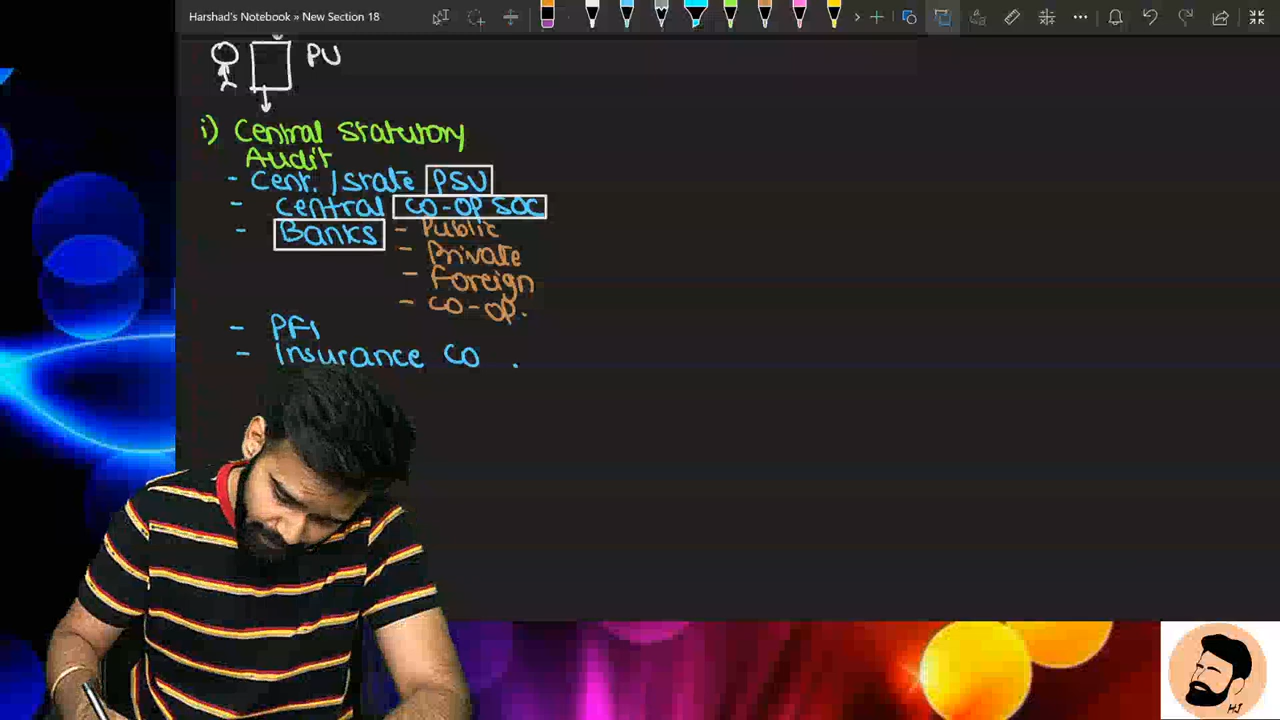 Harshad's Notebook » New Section 18
PU
i) Central Statutory
Audit
- Cent. / State PSU
- Central CO-OP SOC
- Banks - Public
- Private
- Foreign
- CO-OP.
- PFI
- Insurance CO .
HJ